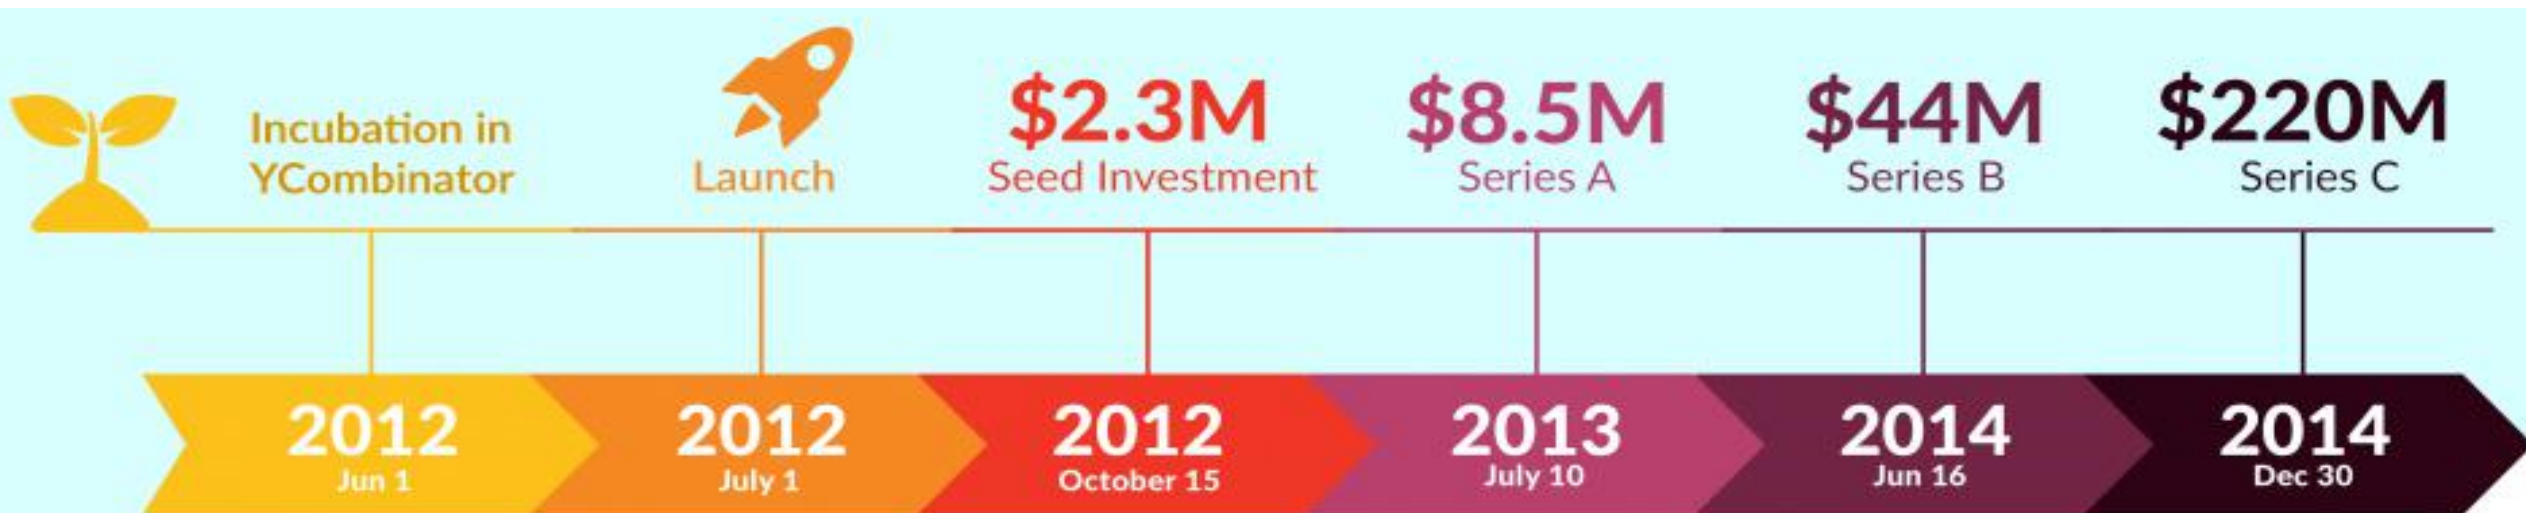 Incubation in
YCombinator
Launch
$2.3M
Seed Investment
$8.5M
Series A
$44M
Series B
$220M
Series C
2012
Jun 1
2012
July 1
2012
October 15
2013
July 10
2014
Jun 16
2014
Dec 30